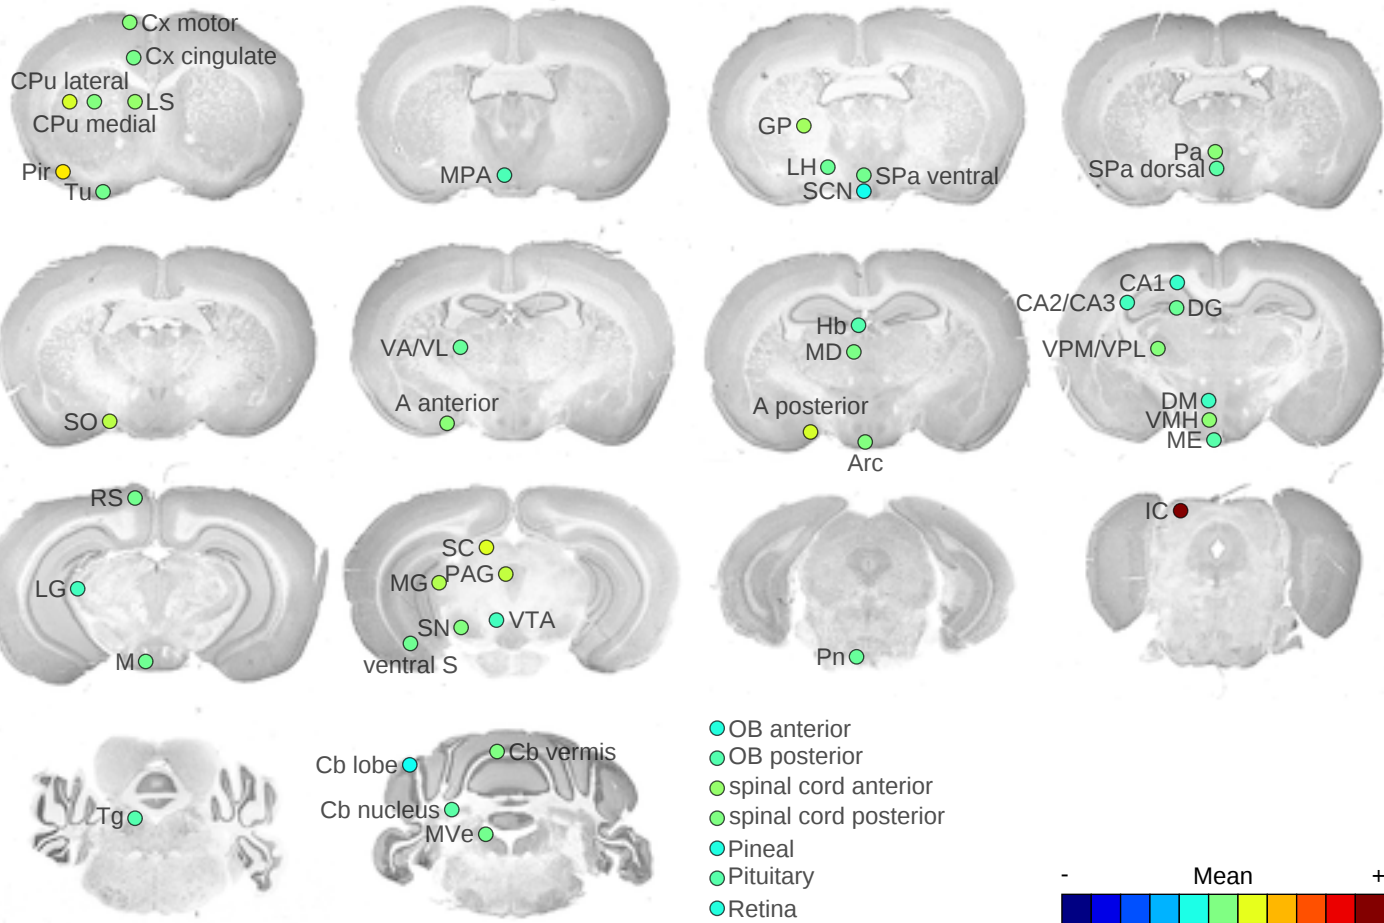 Cx motor
Cx cingulate
CPu lateral
LS
CPu medial
Pir
Tu
MPA
GP
LH
SPa ventral
SCN
Pa
SPa dorsal
SO
VA/VL
A anterior
Hb
MD
A posterior
Arc
CA1
CA2/CA3
DG
VPM/VPL
DM
VMH
ME
RS
LG
M
SC
MG
PAG
SN
VTA
ventral S
Pn
IC
Tg
Cb lobe
Cb vermis
Cb nucleus
MVe
OB anterior
OB posterior
spinal cord anterior
spinal cord posterior
Pineal
Pituitary
Retina
- Mean +